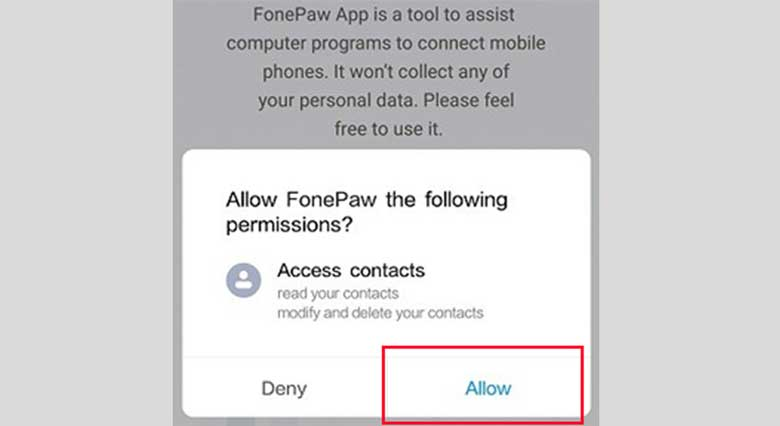 FonePaw App is a tool to assist
computer programs to connect mobile
phones. It won't collect any of
your personal data. Please feel
free to use it.
Allow FonePaw the following
permissions?
Access contacts
read your contacts
modify and delete your contacts
Deny
Allow